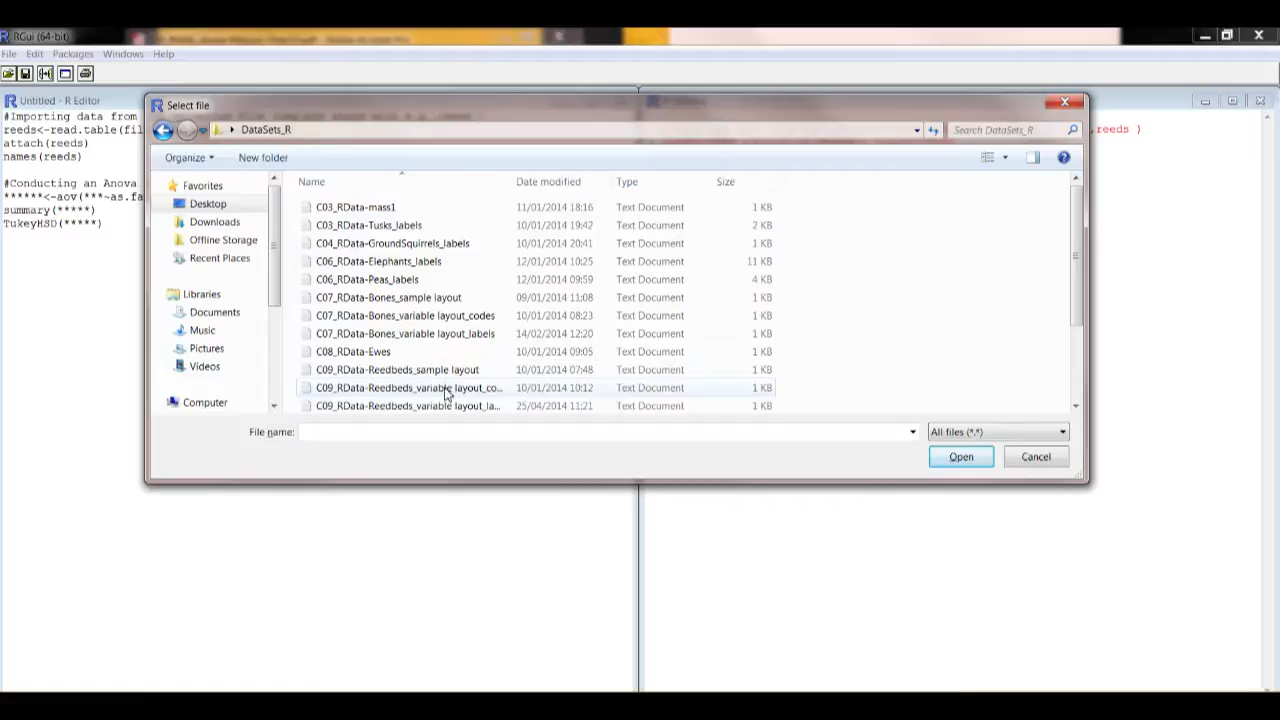 RGui (64-bit)
File Edit Packages Windows Help
Untitled - R Editor
#Importing data from
reeds<-read.table(fil
attach(reeds)
names(reeds)
#Conducting an Anova
******<-aov(***~as.fa
summary(*****)
TukeyHSD(*****)
,reeds )
Select file
DataSets_R
Search DataSets_R
Organize New folder
Favorites
Desktop
Downloads
Offline Storage
Recent Places
Libraries
Documents
Music
Pictures
Videos
Computer
Name Date modified Type Size
C03_RData-mass1 11/01/2014 18:16 Text Document 1 KB
C03_RData-Tusks_labels 10/01/2014 19:42 Text Document 2 KB
C04_RData-GroundSquirrels_labels 10/01/2014 20:41 Text Document 1 KB
C06_RData-Elephants_labels 12/01/2014 10:25 Text Document 11 KB
C06_RData-Peas_labels 12/01/2014 09:59 Text Document 4 KB
C07_RData-Bones_sample layout 09/01/2014 11:08 Text Document 1 KB
C07_RData-Bones_variable layout_codes 10/01/2014 08:23 Text Document 1 KB
C07_RData-Bones_variable layout_labels 14/02/2014 12:20 Text Document 1 KB
C08_RData-Ewes 10/01/2014 09:05 Text Document 1 KB
C09_RData-Reedbeds_sample layout 10/01/2014 07:48 Text Document 1 KB
C09_RData-Reedbeds_variable layout_co... 10/01/2014 10:12 Text Document 1 KB
C09_RData-Reedbeds_variable layout_la... 25/04/2014 11:21 Text Document 1 KB
File name:
All files (*.*)
Open Cancel